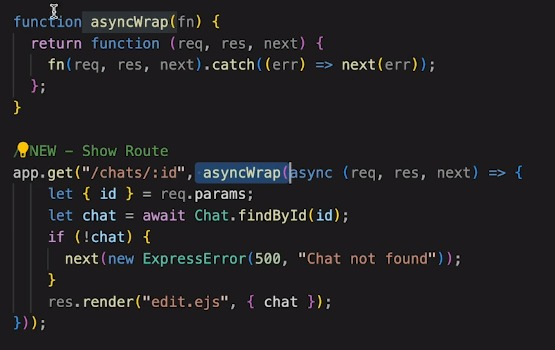 function asyncWrap(fn) {
  return function (req, res, next) {
    fn(req, res, next).catch((err) => next(err));
  };
}
/ NEW - Show Route
app.get("/chats/:id", asyncWrap(async (req, res, next) => {
    let { id } = req.params;
    let chat = await Chat.findById(id);
    if (!chat) {
      next(new ExpressError(500, "Chat not found"));
    }
    res.render("edit.ejs", { chat });
}));